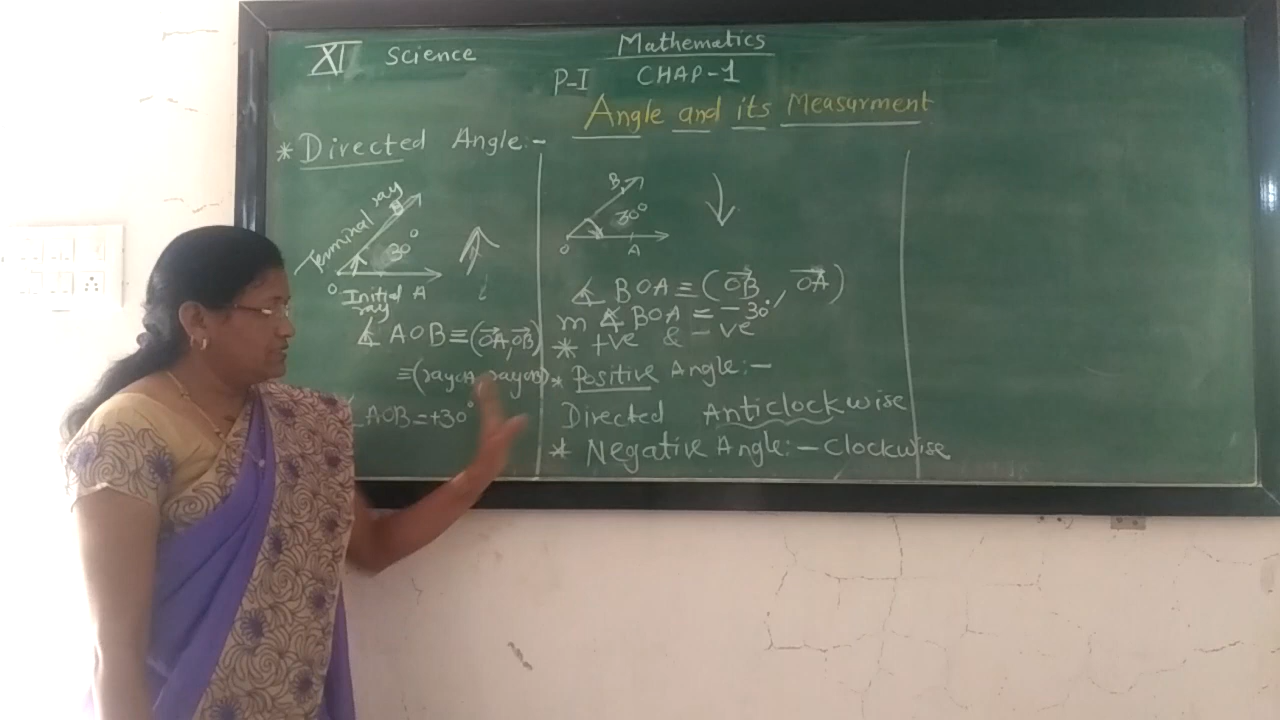 XI Science
Mathematics
P-I CHAP-1
Angle and its Measurment
* Directed Angle:-
Terminal ray
B
30°
O Initial A
ray
∡ AOB ≡ (OA, OB)
≡ (ray OA, ray OB)
∠AOB = +30°
B
30°
O A
∡ BOA ≡ (OB, OA)
m ∡ BOA = -30°
* +ve & -ve
* Positive Angle:-
Directed Anticlockwise
* Negative Angle:- Clockwise